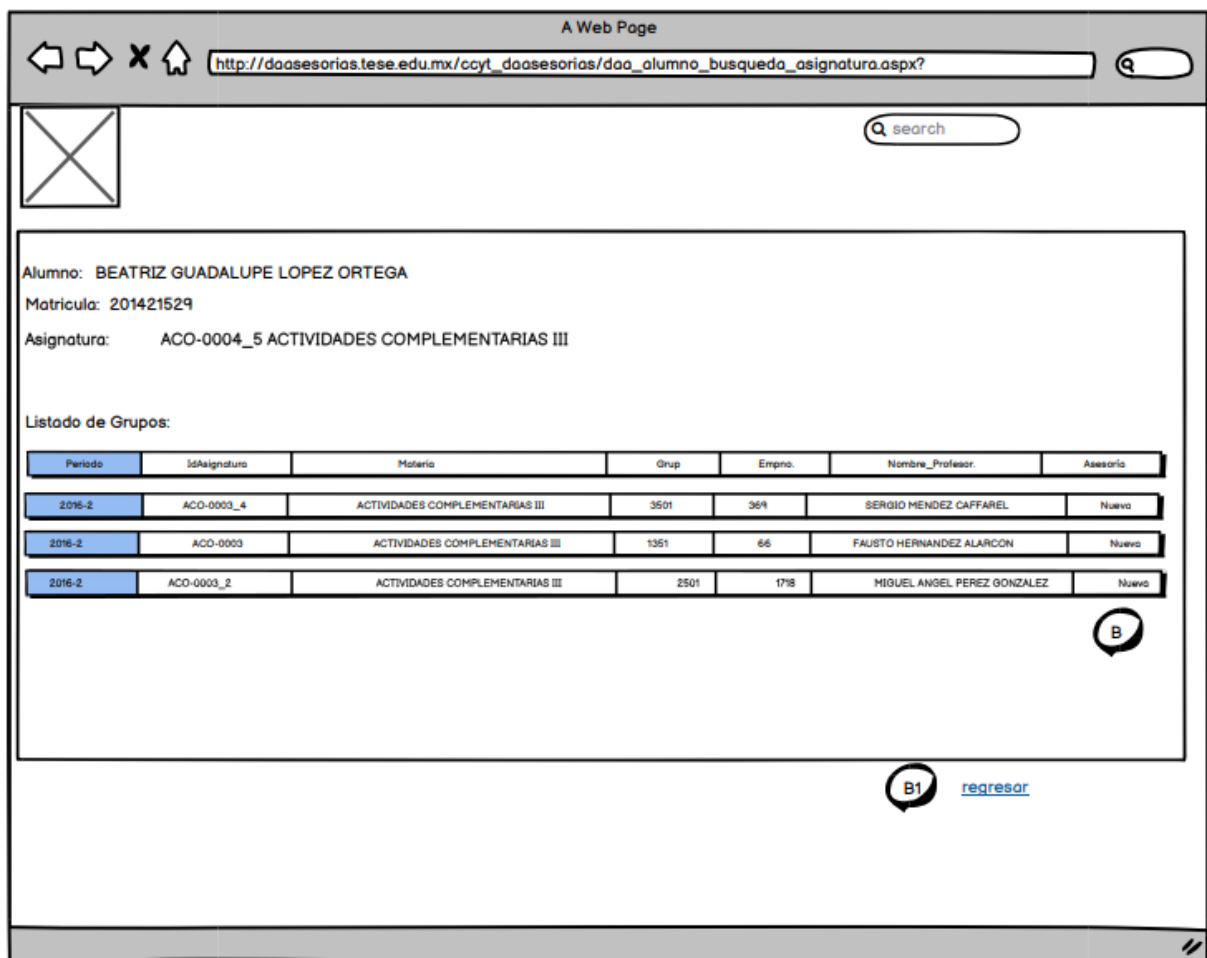 A Web Page
http://daasesorias.tese.edu.mx/ccyt_daasesorias/daa_alumno_busqueda_asignatura.aspx?
search
Alumno: BEATRIZ GUADALUPE LOPEZ ORTEGA
Matricula: 201421529
Asignatura: ACO-0004_5 ACTIVIDADES COMPLEMENTARIAS III
Listado de Grupos:
Periodo IdAsignatura Materia Grup Empno. Nombre_Profesor. Asesoría
2016-2 ACO-0003_4 ACTIVIDADES COMPLEMENTARIAS III 3501 369 SERGIO MENDEZ CAFFAREL Nueva
2016-2 ACO-0003 ACTIVIDADES COMPLEMENTARIAS III 1351 66 FAUSTO HERNANDEZ ALARCON Nueva
2016-2 ACO-0003_2 ACTIVIDADES COMPLEMENTARIAS III 2501 1718 MIGUEL ANGEL PEREZ GONZALEZ Nueva
B
B1 regresar